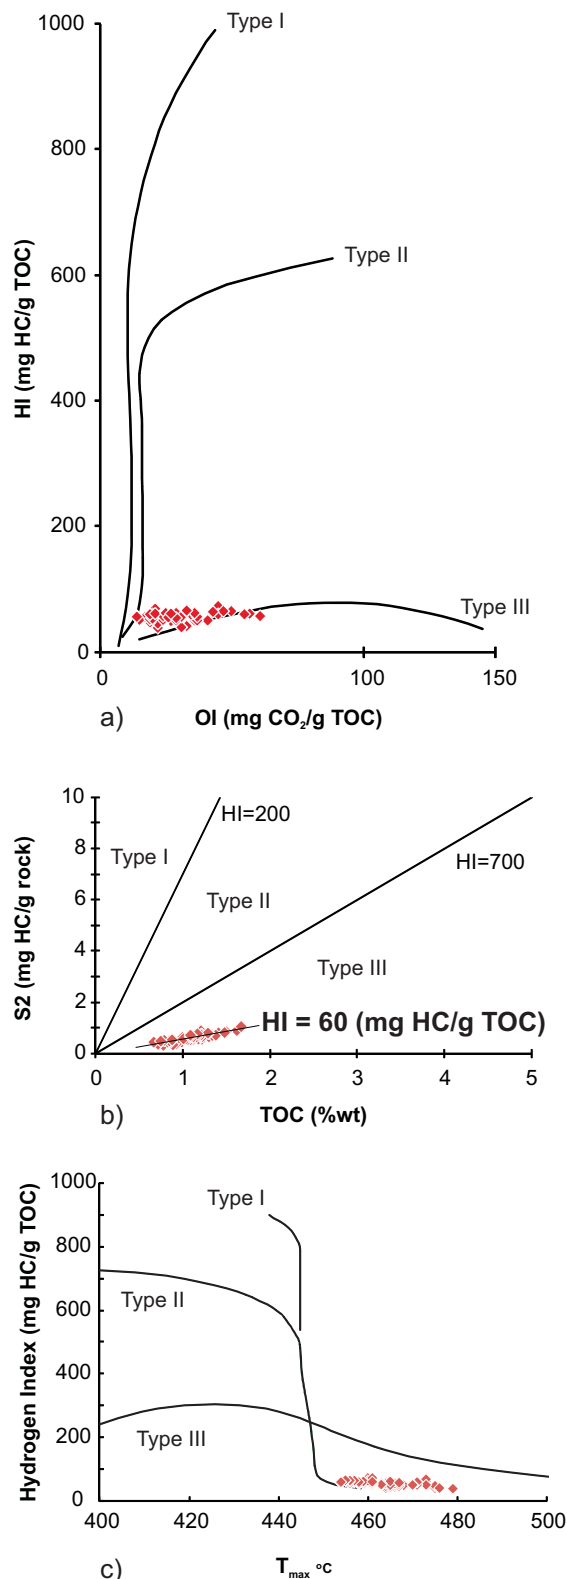 1000
Type I
800
HI (mg HC/g TOC)
600
Type II
400
200
Type III
0
0
100
150
a)
OI (mg CO₂/g TOC)
10
HI=200
8
Type I
HI=700
S2 (mg HC/g rock)
6
Type II
4
Type III
2
HI = 60 (mg HC/g TOC)
0
0 1 2 3 4 5
b)
TOC (%wt)
1000
Type I
800
Hydrogen Index (mg HC/g TOC)
Type II
600
400
Type III
200
0
400 420 440 460 480 500
c)
Tmax °C